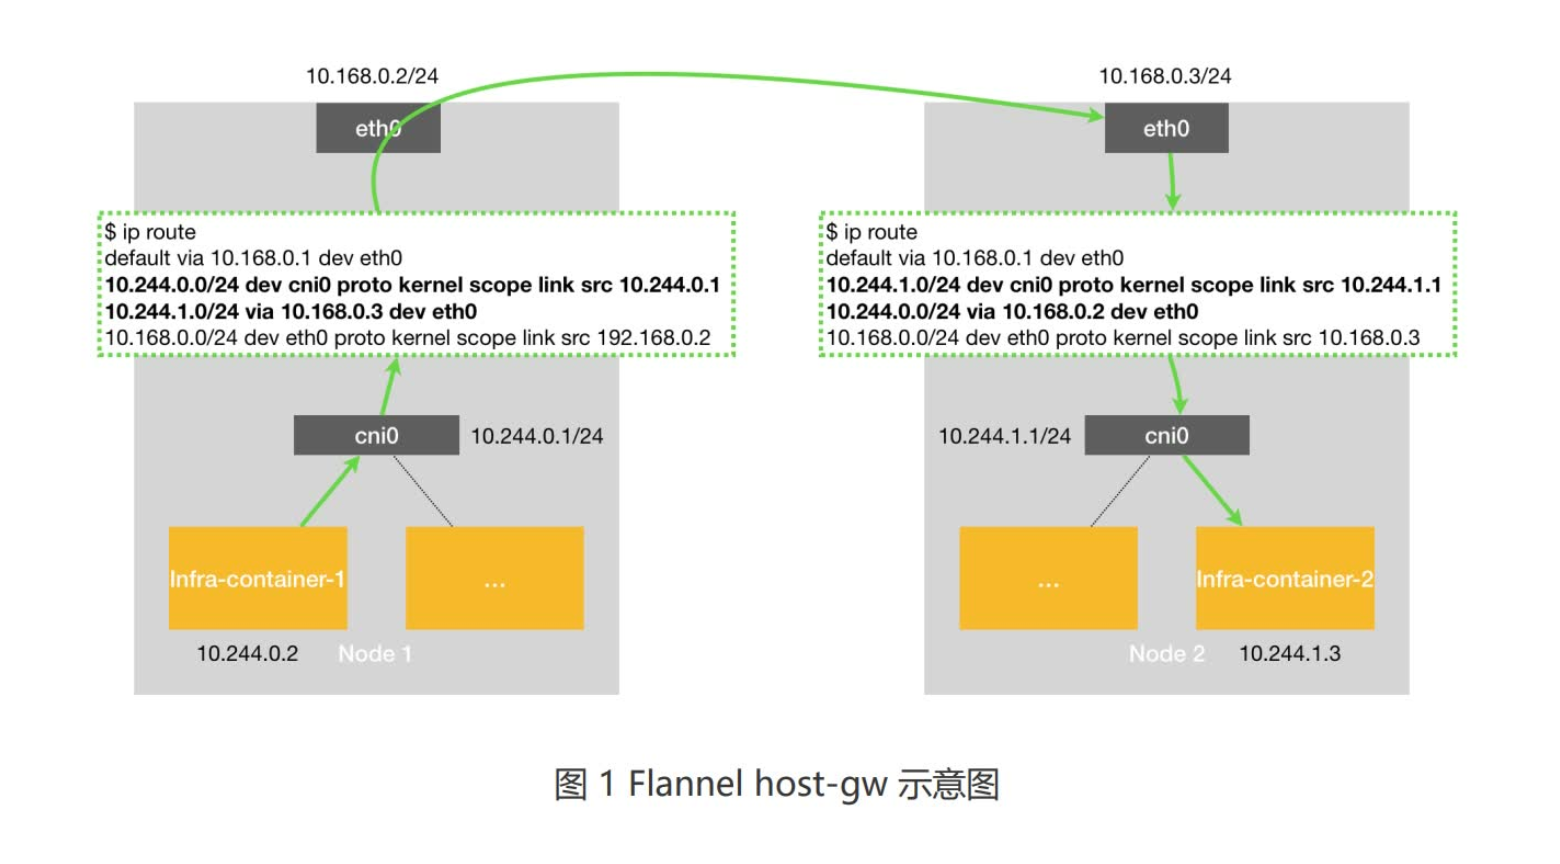 10.168.0.2/24
eth0
$ ip route
default via 10.168.0.1 dev eth0
10.244.0.0/24 dev cni0 proto kernel scope link src 10.244.0.1
10.244.1.0/24 via 10.168.0.3 dev eth0
10.168.0.0/24 dev eth0 proto kernel scope link src 192.168.0.2
cni0
10.244.0.1/24
Infra-container-1
...
10.244.0.2
Node 1
10.168.0.3/24
eth0
$ ip route
default via 10.168.0.1 dev eth0
10.244.1.0/24 dev cni0 proto kernel scope link src 10.244.1.1
10.244.0.0/24 via 10.168.0.2 dev eth0
10.168.0.0/24 dev eth0 proto kernel scope link src 10.168.0.3
10.244.1.1/24
cni0
...
Infra-container-2
Node 2
10.244.1.3
图 1 Flannel host-gw 示意图